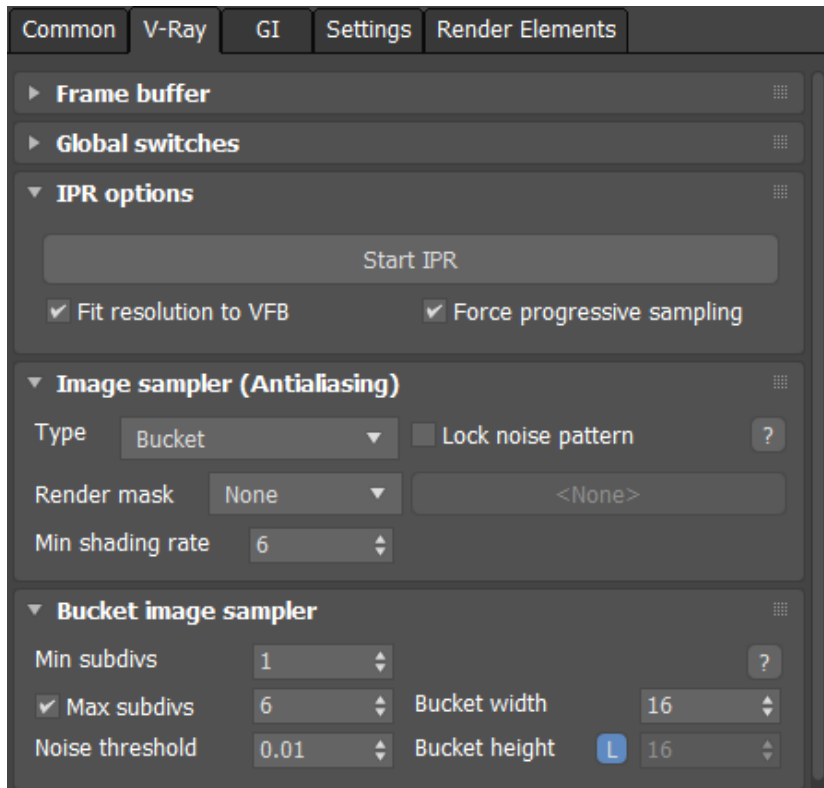 Common V-Ray GI Settings Render Elements
Frame buffer
Global switches
IPR options
Start IPR
Fit resolution to VFB Force progressive sampling
Image sampler (Antialiasing)
Type Bucket Lock noise pattern ?
Render mask None <None>
Min shading rate 6
Bucket image sampler
Min subdivs 1 ?
Max subdivs 6 Bucket width 16
Noise threshold 0.01 Bucket height L 16